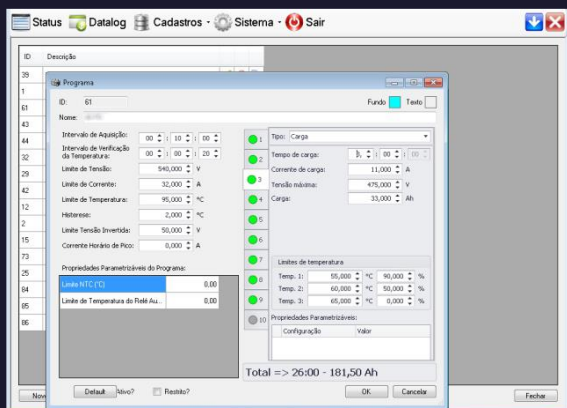 Status Datalog Cadastros Sistema Sair
ID Descrição
39
1
61
43
44
32
29
42
12
2
15
73
25
84
65
86
Programa
ID: 61 Fundo Texto
Nome:
Intervalo de Aquisição: 00 : 10 : 00
Intervalo de Verificação da Temperatura: 00 : 00 : 20
Limite de Tensão: 540,000 V
Limite de Corrente: 32,000 A
Limite de Temperatura: 95,000 °C
Histerese: 2,000 °C
Limite Tensão Invertida: 50,000 V
Corrente Horário de Pico: 0,000 A
Propriedades Parametrizáveis do Programa:
Limite NTC (°C) 0,00
Limite de Temperatura do Relé Au... 0,00
1
2
3
4
5
6
7
8
9
10
Tipo: Carga
Tempo de carga: : 00 : 00
Corrente de carga: 11,000 A
Tensão máxima: 475,000 V
Carga: 33,000 Ah
Limites de temperatura
Temp. 1: 55,000 °C 90,000 %
Temp. 2: 60,000 °C 50,000 %
Temp. 3: 65,000 °C 0,000 %
Propriedades Parametrizáveis:
Configuração Valor
Total => 26:00 - 181,50 Ah
Default Ativo? Restrito? OK Cancelar
Nov Fechar